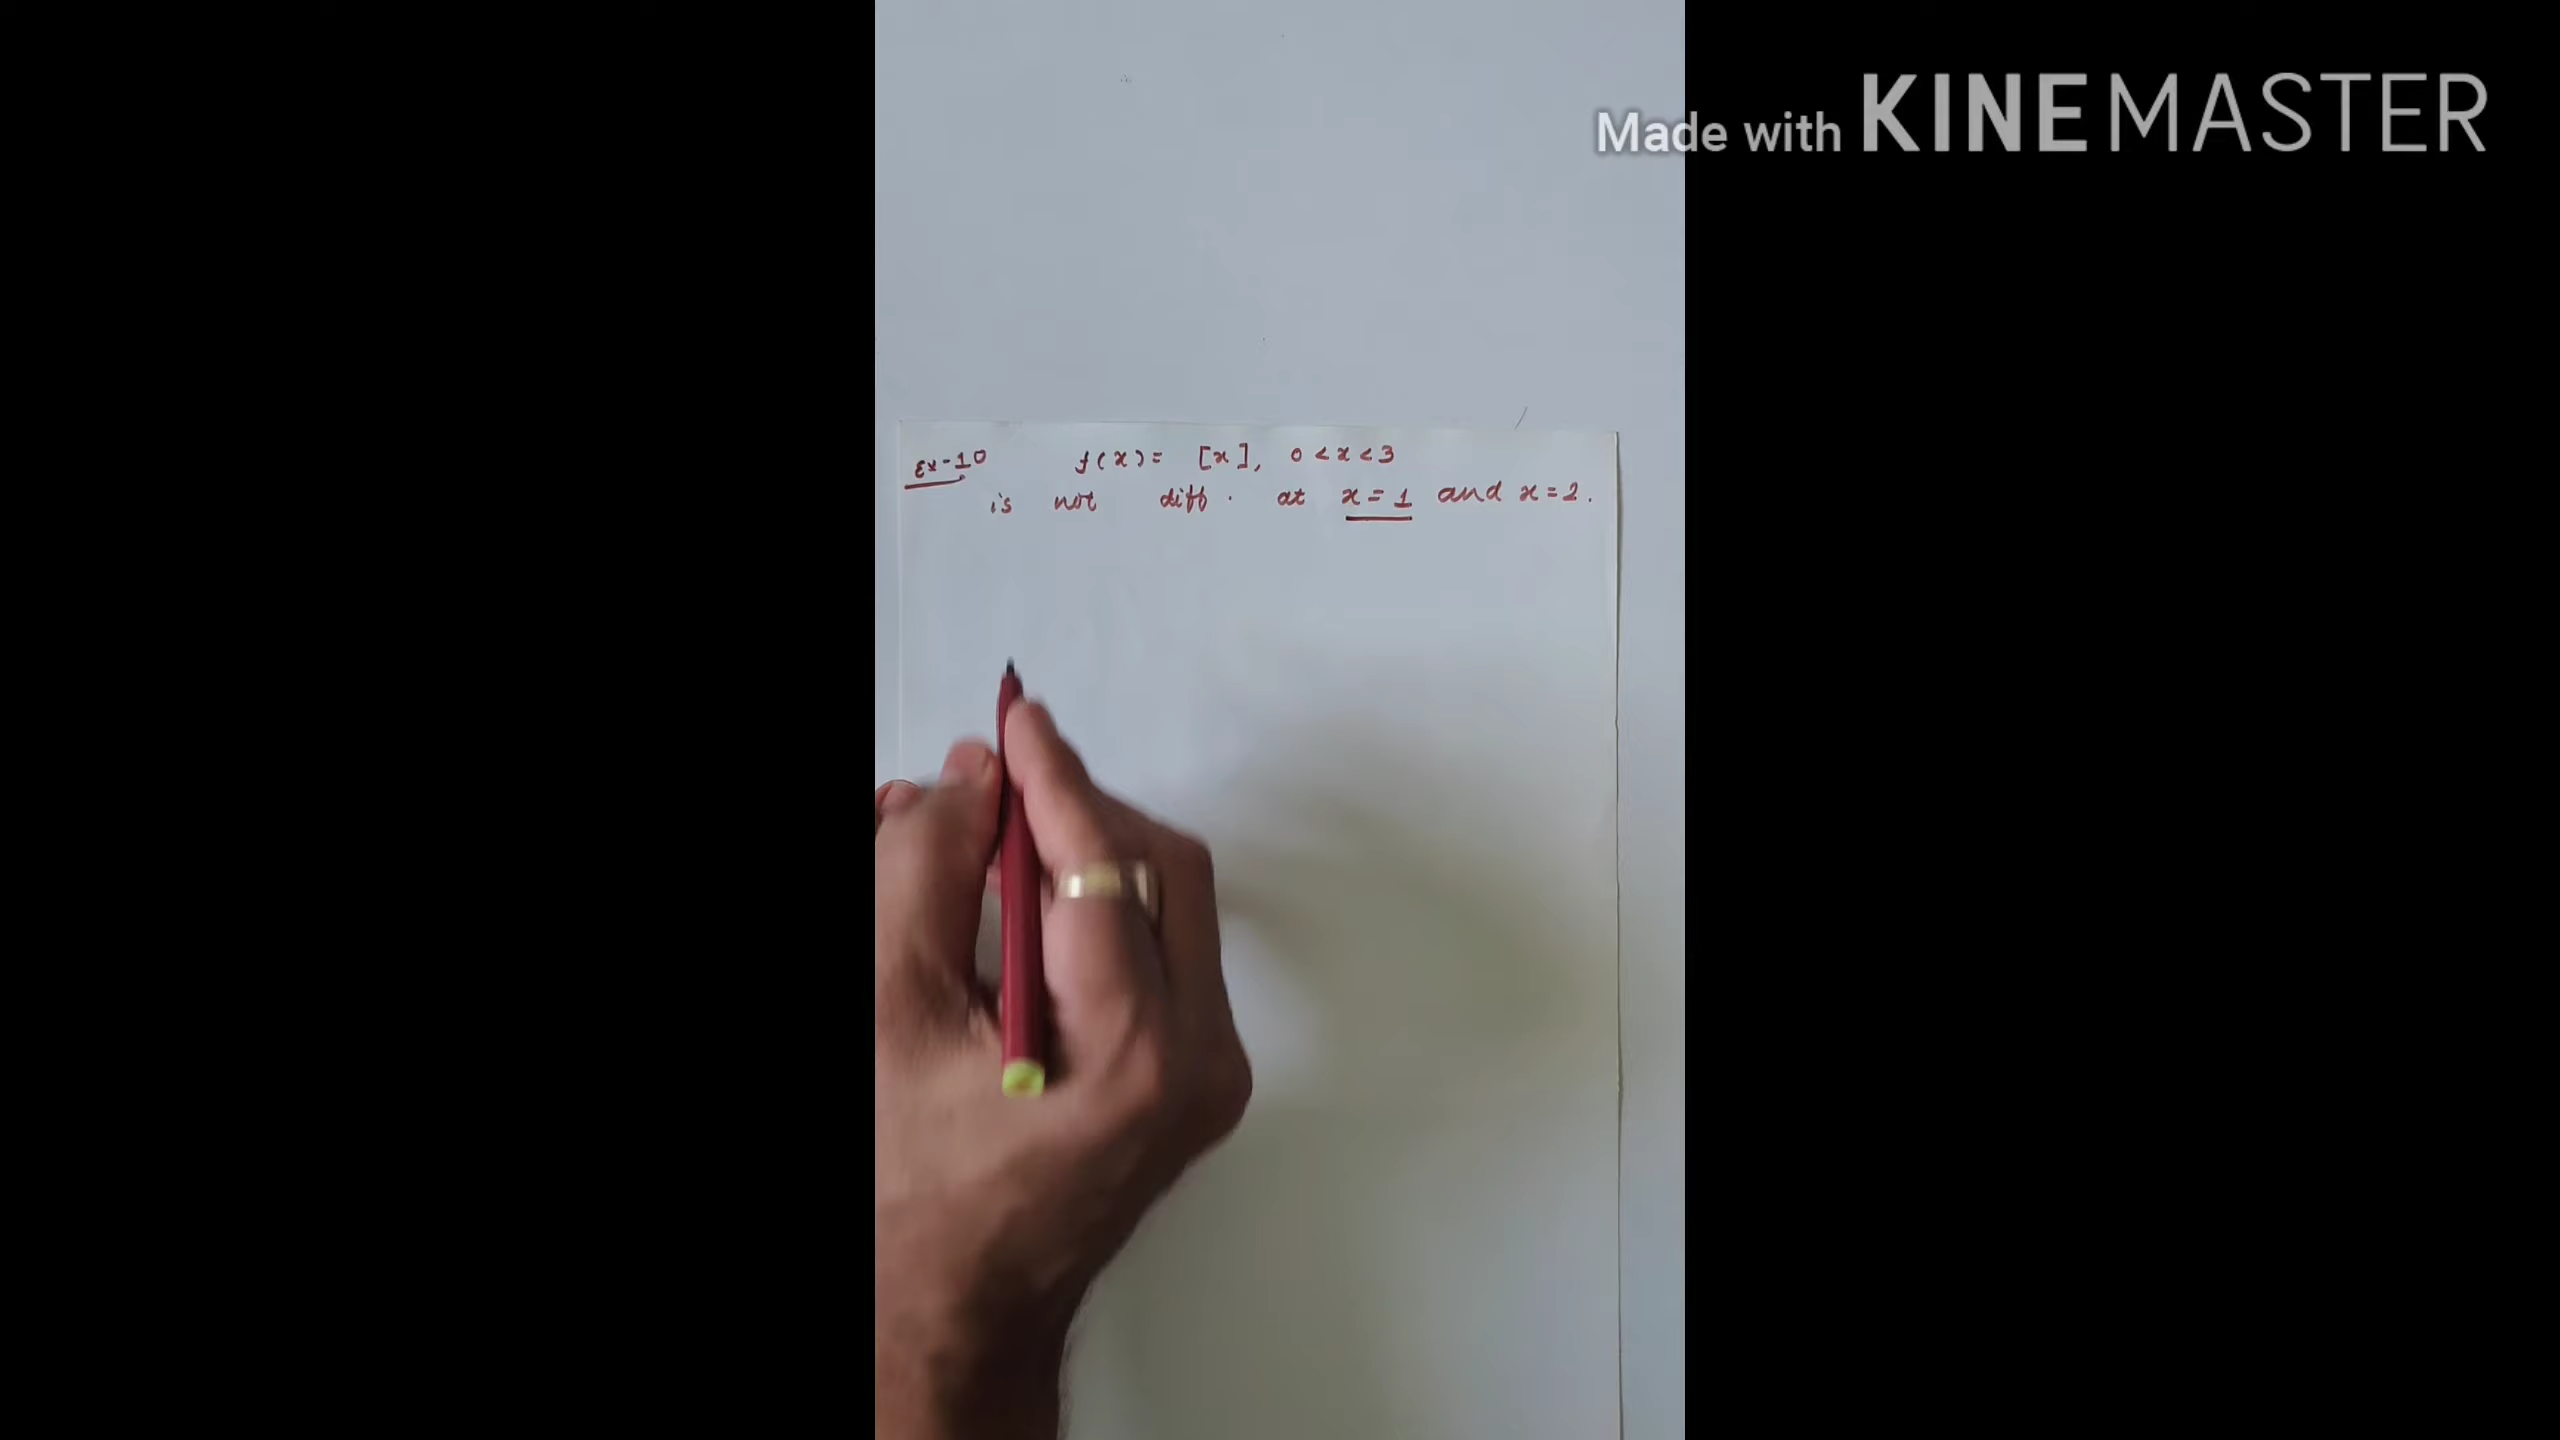 Made with KINEMASTER
Ex-10 f(x) = [x], 0 < x < 3
is not diff. at x = 1 and x = 2.